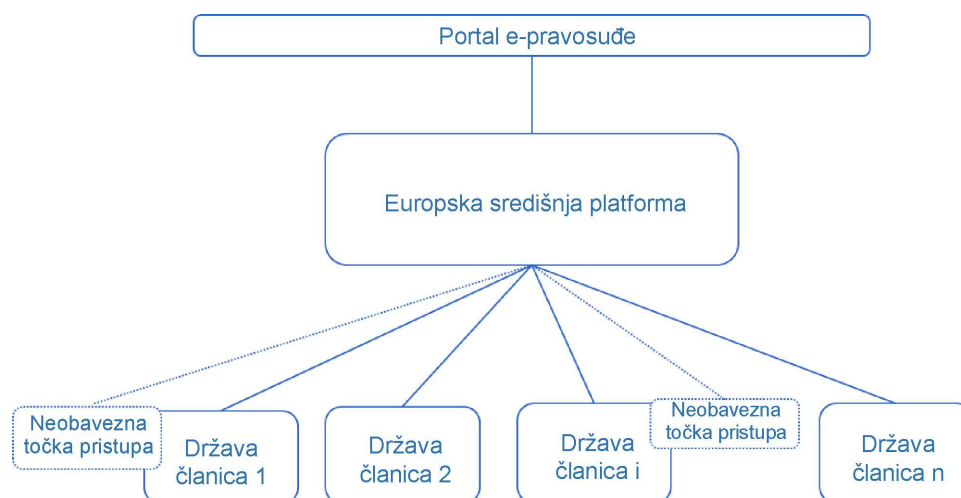 Portal e-pravosuđe
Europska središnja platforma
Neobavezna
točka pristupa
Država
članica 1
Država
članica 2
Država
članica i
Neobavezna
točka pristupa
Država
članica n